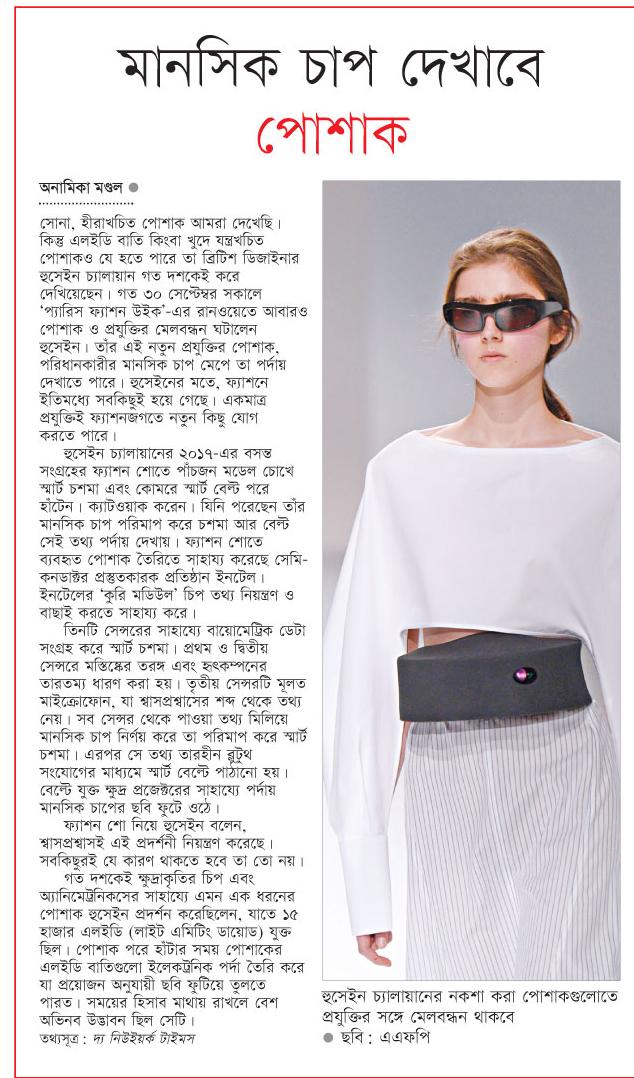 মানসিক চাপ দেখাবে
পোশাক
অনামিকা মণ্ডল ●
সোনা, হীরাখচিত পোশাক আমরা দেখেছি।
কিন্তু এলইডি বাতি কিংবা খুদে যন্ত্রখচিত
পোশাকও যে হতে পারে তা ব্রিটিশ ডিজাইনার
হুসেইন চ্যালায়ান গত দশকেই করে
দেখিয়েছেন। গত ৩০ সেপ্টেম্বর সকালে
‘প্যারিস ফ্যাশন উইক’-এর রানওয়েতে আবারও
পোশাক ও প্রযুক্তির মেলবন্ধন ঘটালেন
হুসেইন। তাঁর এই নতুন প্রযুক্তির পোশাক,
পরিধানকারীর মানসিক চাপ মেপে তা পর্দায়
দেখাতে পারে। হুসেইনের মতে, ফ্যাশনে
ইতিমধ্যে সবকিছুই হয়ে গেছে। একমাত্র
প্রযুক্তিই ফ্যাশনজগতে নতুন কিছু যোগ
করতে পারে।
হুসেইন চ্যালায়ানের ২০১৭-এর বসন্ত
সংগ্রহের ফ্যাশন শোতে পাঁচজন মডেল চোখে
স্মার্ট চশমা এবং কোমরে স্মার্ট বেল্ট পরে
হাঁটেন। ক্যাটওয়াক করেন। যিনি পরেছেন তাঁর
মানসিক চাপ পরিমাপ করে চশমা আর বেল্ট
সেই তথ্য পর্দায় দেখায়। ফ্যাশন শোতে
ব্যবহৃত পোশাক তৈরিতে সাহায্য করেছে সেমি-
কনডাক্টর প্রস্তুতকারক প্রতিষ্ঠান ইনটেল।
ইনটেলের ‘কুরি মডিউল’ চিপ তথ্য নিয়ন্ত্রণ ও
বাছাই করতে সাহায্য করে।
তিনটি সেন্সরের সাহায্যে বায়োমেট্রিক ডেটা
সংগ্রহ করে স্মার্ট চশমা। প্রথম ও দ্বিতীয়
সেন্সরে মস্তিষ্কের তরঙ্গ এবং হৃৎকম্পনের
তারতম্য ধারণ করা হয়। তৃতীয় সেন্সরটি মূলত
মাইক্রোফোন, যা শ্বাসপ্রশ্বাসের শব্দ থেকে তথ্য
নেয়। সব সেন্সর থেকে পাওয়া তথ্য মিলিয়ে
মানসিক চাপ নির্ণয় করে তা পরিমাপ করে স্মার্ট
চশমা। এরপর সে তথ্য তারহীন ব্লুটুথ
সংযোগের মাধ্যমে স্মার্ট বেল্টে পাঠানো হয়।
বেল্টে যুক্ত ক্ষুদ্র প্রজেক্টরের সাহায্যে পর্দায়
মানসিক চাপের ছবি ফুটে ওঠে।
ফ্যাশন শো নিয়ে হুসেইন বলেন,
শ্বাসপ্রশ্বাসই এই প্রদর্শনী নিয়ন্ত্রণ করেছে।
সবকিছুরই যে কারণ থাকতে হবে তা তো নয়।
গত দশকেই ক্ষুদ্রাকৃতির চিপ এবং
অ্যানিমেট্রনিকসের সাহায্যে এমন এক ধরনের
পোশাক হুসেইন প্রদর্শন করেছিলেন, যাতে ১৫
হাজার এলইডি (লাইট এমিটিং ডায়োড) যুক্ত
ছিল। পোশাক পরে হাঁটার সময় পোশাকের
এলইডি বাতিগুলো ইলেকট্রনিক পর্দা তৈরি করে
যা প্রয়োজন অনুযায়ী ছবি ফুটিয়ে তুলতে
পারত। সময়ের হিসাব মাথায় রাখলে বেশ
অভিনব উদ্ভাবন ছিল সেটি।
তথ্যসূত্র : দ্য নিউইয়র্ক টাইমস
হুসেইন চ্যালায়ানের নকশা করা পোশাকগুলোতে
প্রযুক্তির সঙ্গে মেলবন্ধন থাকবে
● ছবি : এএফপি